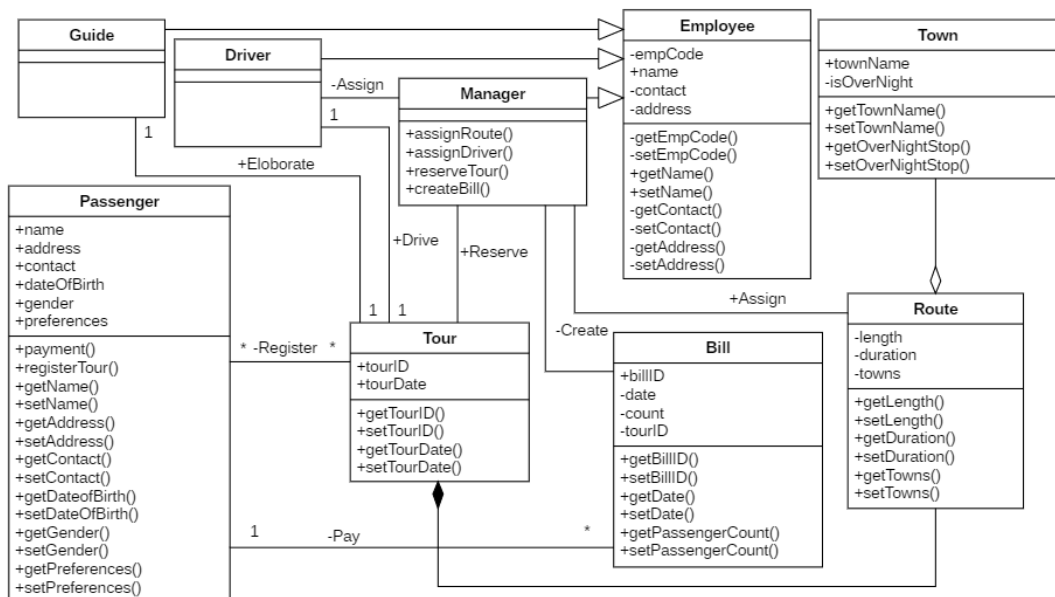 Guide
1
Driver
1
-Assign
Manager
+assignRoute()
+assignDriver()
+reserveTour()
+createBill()
Employee
-empCode
+name
-contact
-address
-getEmpCode()
-setEmpCode()
+getName()
+setName()
-getContact()
-setContact()
-getAddress()
-setAddress()
Town
+townName
-isOverNight
+getTownName()
+setTownName()
+getOverNightStop()
+setOverNightStop()
+Eloborate
+Drive
+Reserve
+Assign
-Create
1
1
Passenger
+name
+address
+contact
+dateOfBirth
+gender
+preferences
+payment()
+registerTour()
+getName()
+setName()
+getAddress()
+setAddress()
+getContact()
+setContact()
+getDateofBirth()
+setDateOfBirth()
+getGender()
+setGender()
+getPreferences()
+setPreferences()
* -Register *
Tour
+tourID
+tourDate
+getTourID()
+setTourID()
+getTourDate()
+setTourDate()
Bill
+billID
-date
-count
-tourID
+getBillID()
+setBillID()
+getDate()
+setDate()
+getPassengerCount()
+setPassengerCount()
Route
-length
-duration
-towns
+getLength()
+setLength()
+getDuration()
+setDuration()
+getTowns()
+setTowns()
1 -Pay *